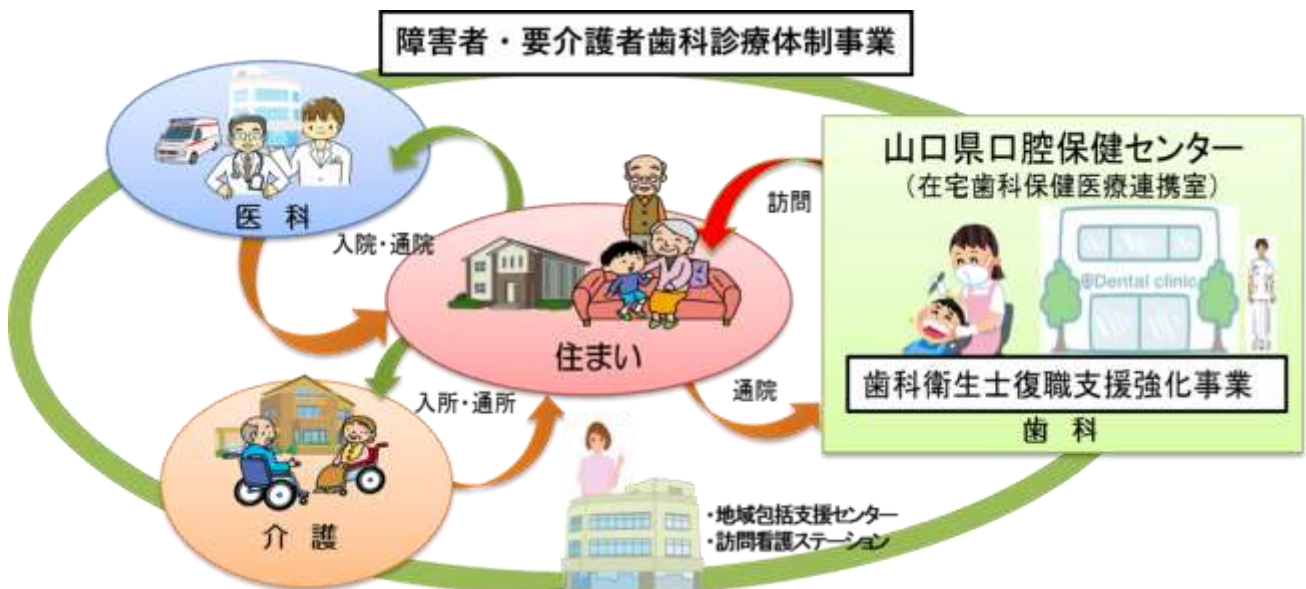 障害者・要介護者歯科診療体制事業
医　科
入院・通院
訪問
山口県口腔保健センター
（在宅歯科保健医療連携室）
Dental clinic
住まい
歯科衛生士復職支援強化事業
入所・通所
通院
歯　科
介　護
・地域包括支援センター
・訪問看護ステーション